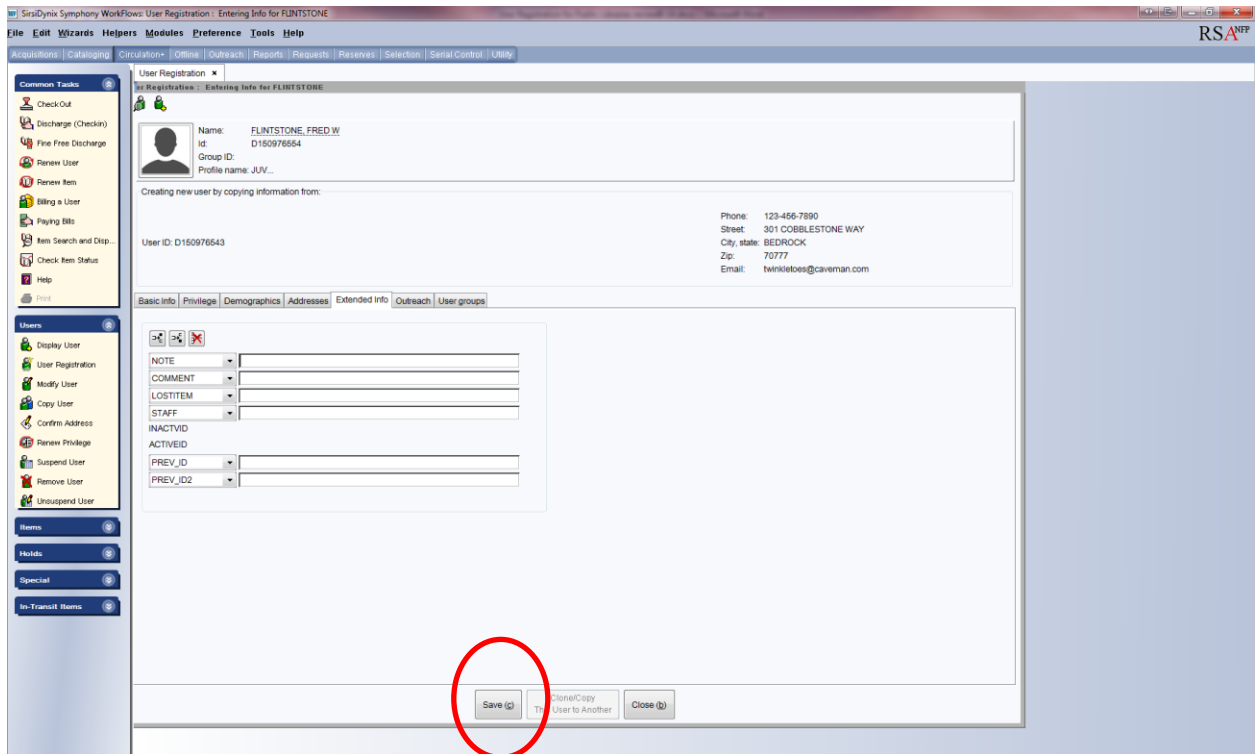 SirsiDynix Symphony WorkFlows: User Registration : Entering Info for FLINTSTONE
File Edit Wizards Helpers Modules Preference Tools Help
RSA NFP
Acquisitions Cataloging Circulation+ Offline Outreach Reports Requests Reserves Selection Serial Control Utility
Common Tasks
CheckOut
Discharge (Checkin)
Fine Free Discharge
Renew User
Renew Item
Billing a User
Paying Bills
Item Search and Disp...
Check Item Status
Help
Print
Users
Display User
User Registration
Modify User
Copy User
Confirm Address
Renew Privilege
Suspend User
Remove User
Unsuspend User
Items
Holds
Special
In-Transit Items
User Registration
er Registration : Entering Info for FLINTSTONE
Name: FLINTSTONE, FRED W
Id: D150976554
Group ID:
Profile name: JUV...
Creating new user by copying information from:
User ID: D150976543
Phone: 123-456-7890
Street: 301 COBBLESTONE WAY
City, state: BEDROCK
Zip: 70777
Email: twinkletoes@caveman.com
Basic Info Privilege Demographics Addresses Extended Info Outreach User groups
NOTE
COMMENT
LOSTITEM
STAFF
INACTVID
ACTIVEID
PREV_ID
PREV_ID2
Save (c)
Clone/Copy
User to Another
Close (b)